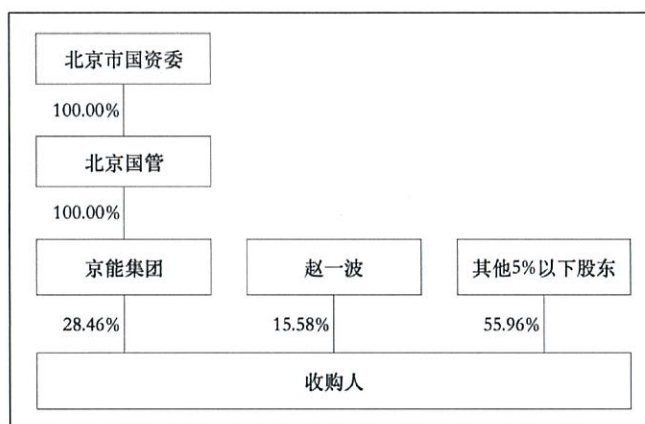 北京市国资委
100.00%
北京国管
100.00%
京能集团
赵一波
其他5%以下股东
28.46%
15.58%
55.96%
收购人